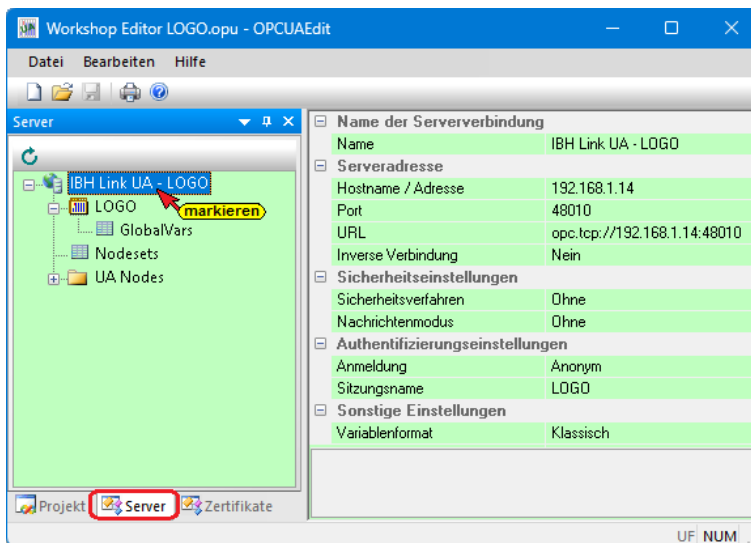 Workshop Editor LOGO.opu - OPCUAEdit
Datei Bearbeiten Hilfe
Server
IBH Link UA - LOGO
LOGO
markieren
GlobalVars
Nodesets
UA Nodes
Name der Serververbindung
Name IBH Link UA - LOGO
Serveradresse
Hostname / Adresse 192.168.1.14
Port 48010
URL opc.tcp://192.168.1.14:48010
Inverse Verbindung Nein
Sicherheitseinstellungen
Sicherheitsverfahren Ohne
Nachrichtenmodus Ohne
Authentifizierungseinstellungen
Anmeldung Anonym
Sitzungsname LOGO
Sonstige Einstellungen
Variablenformat Klassisch
Projekt Server Zertifikate
UF NUM